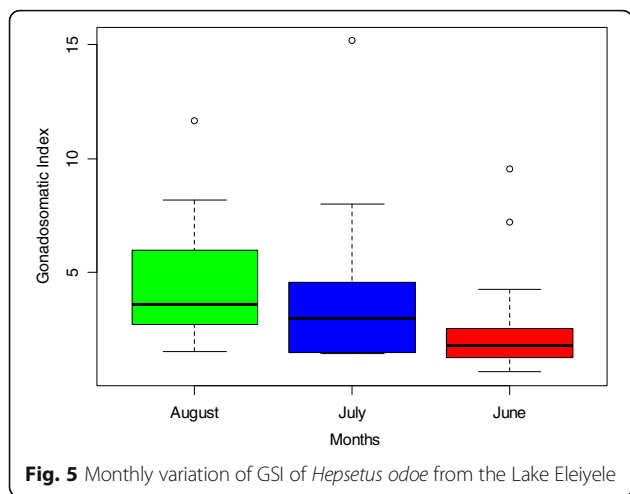 15
10
5
Gonadosomatic Index
August
July
June
Months
Fig. 5 Monthly variation of GSI of Hepsetus odoe from the Lake Eleiyele